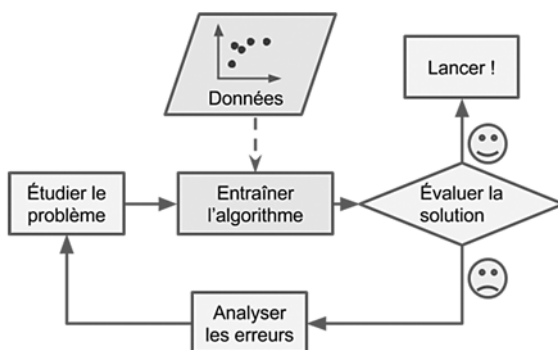 Données
Lancer !
Étudier le
problème
Entraîner
l'algorithme
Évaluer la
solution
Analyser
les erreurs